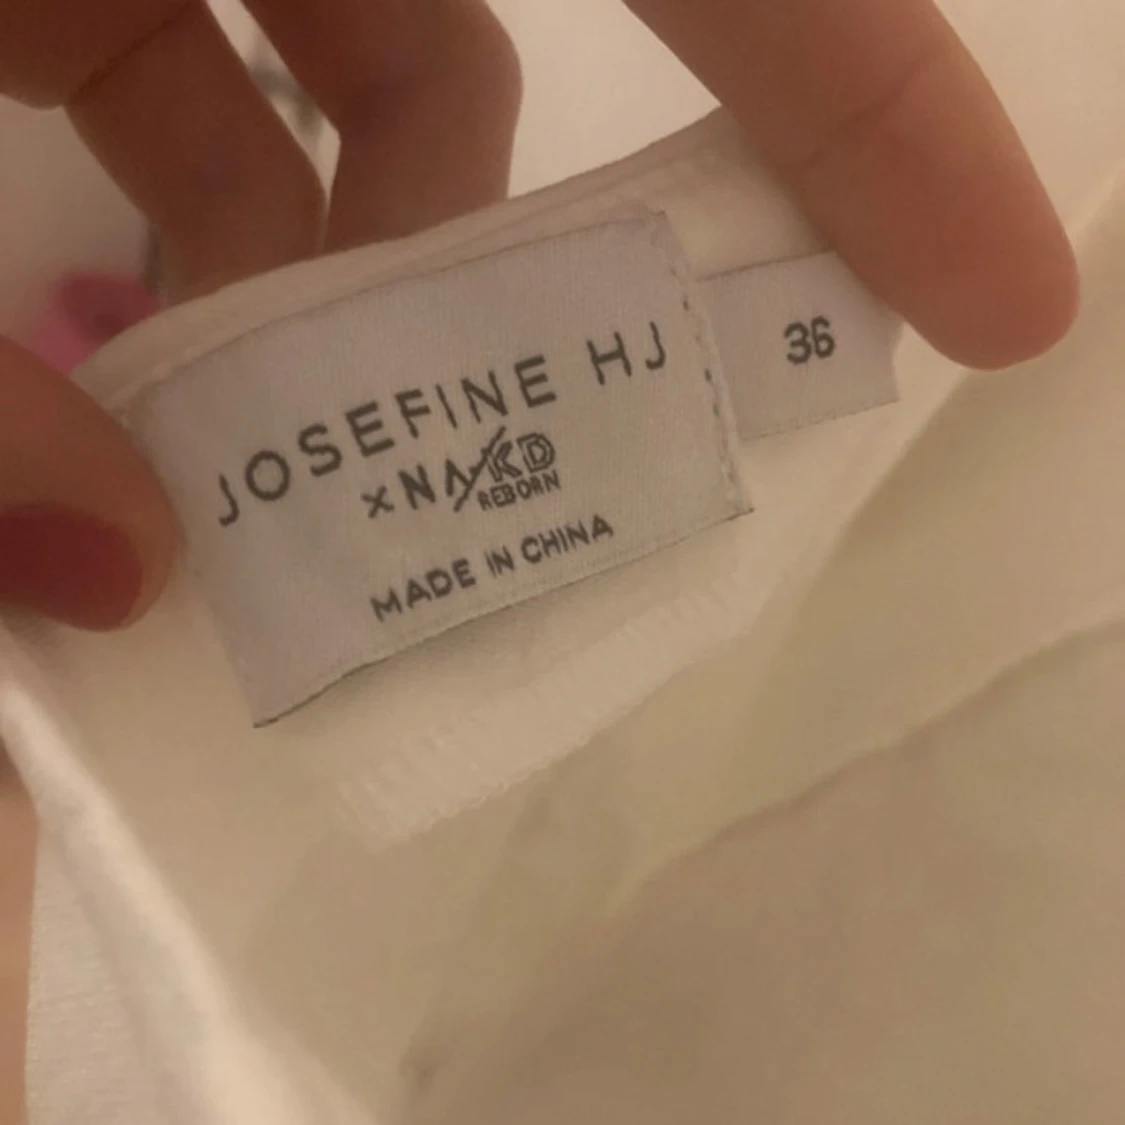 JOSEFINE HJ
× NA-KD
REBORN
MADE IN CHINA
36